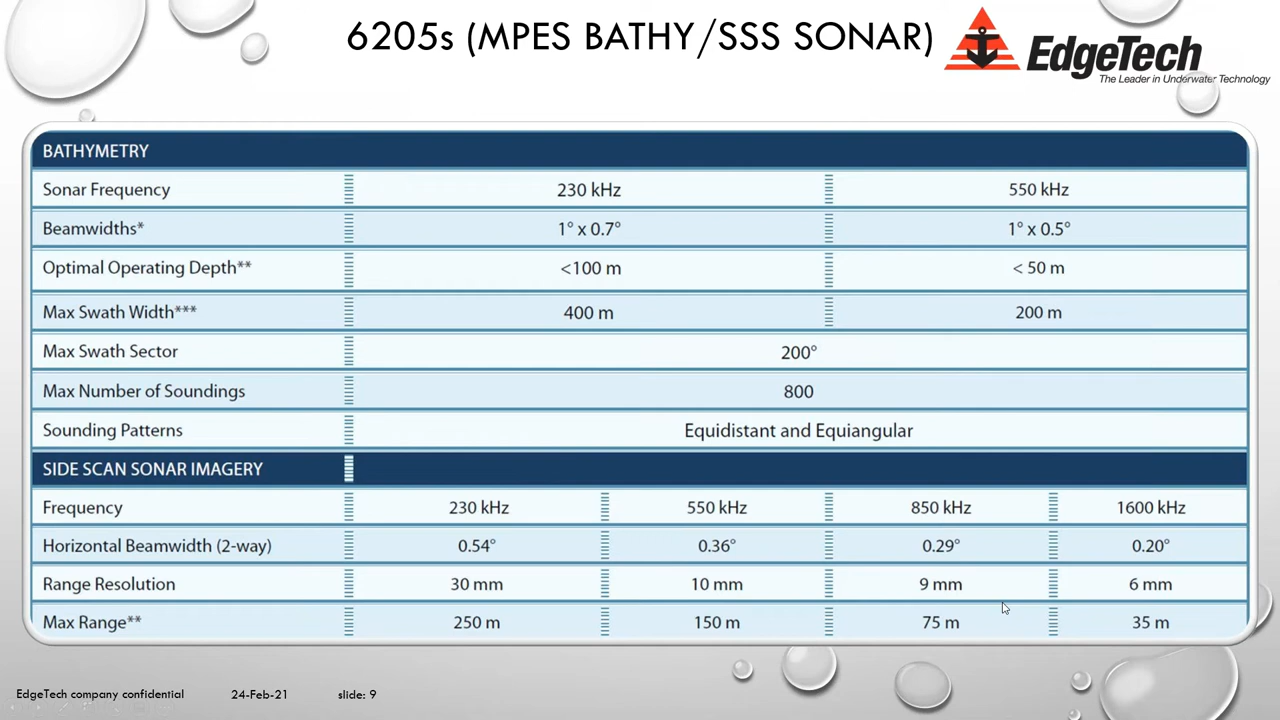 6205s (MPES BATHY/SSS SONAR)
EdgeTech
The Leader in Underwater Technology
BATHYMETRY
Sonar Frequency 230 kHz 550 kHz
Beamwidths* 1° x 0.7° 1° x 0.5°
Optimal Operating Depth** <100 m < 50 m
Max Swath Width*** 400 m 200 m
Max Swath Sector 200°
Max Number of Soundings 800
Sounding Patterns Equidistant and Equiangular
SIDE SCAN SONAR IMAGERY
Frequency 230 kHz 550 kHz 850 kHz 1600 kHz
Horizontal Beamwidth (2-way) 0.54° 0.36° 0.29° 0.20°
Range Resolution 30 mm 10 mm 9 mm 6 mm
Max Range** 250 m 150 m 75 m 35 m
EdgeTech company confidential 24-Feb-21 slide: 9